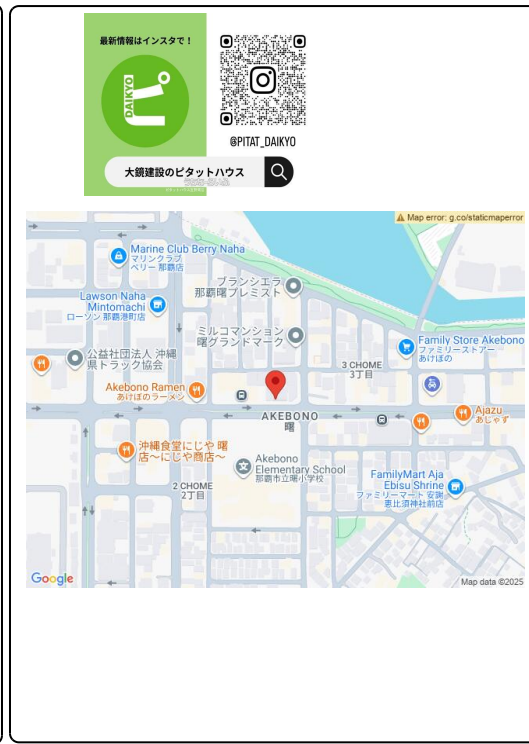 最新情報はインスタで！
DAIKYO
@PITAT_DAIKYO
大鏡建設のピタットハウス
Map error: g.co/staticmaperror
Marine Club Berry Naha
マリンクラブ
ベリー 那覇店
ブランシエラ
那覇曙プレミスト
Lawson Naha
Mintomachi
ローソン 那覇港町店
ミルコマンション
曙グランドマーク
Family Store Akebono
ファミリーストアー
あけぼの
公益社団法人 沖縄
県トラック協会
3 CHOME
3丁目
Akebono Ramen
あけぼのラーメン
AKEBONO
曙
Ajazu
あじゃず
沖縄食堂にじや 曙
店〜にじや商店〜
Akebono
Elementary School
那覇市立曙小学校
2 CHOME
2丁目
FamilyMart Aja
Ebisu Shrine
ファミリーマート 安謝
恵比須神社前店
Google
Map data ©2025